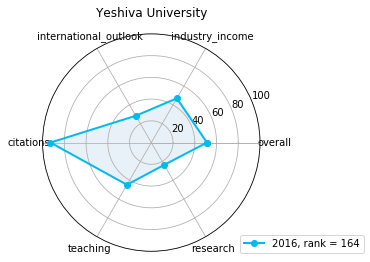 Yeshiva University
international_outlook
industry_income
100
80
60
40
20
citations
overall
teaching
research
2016, rank = 164